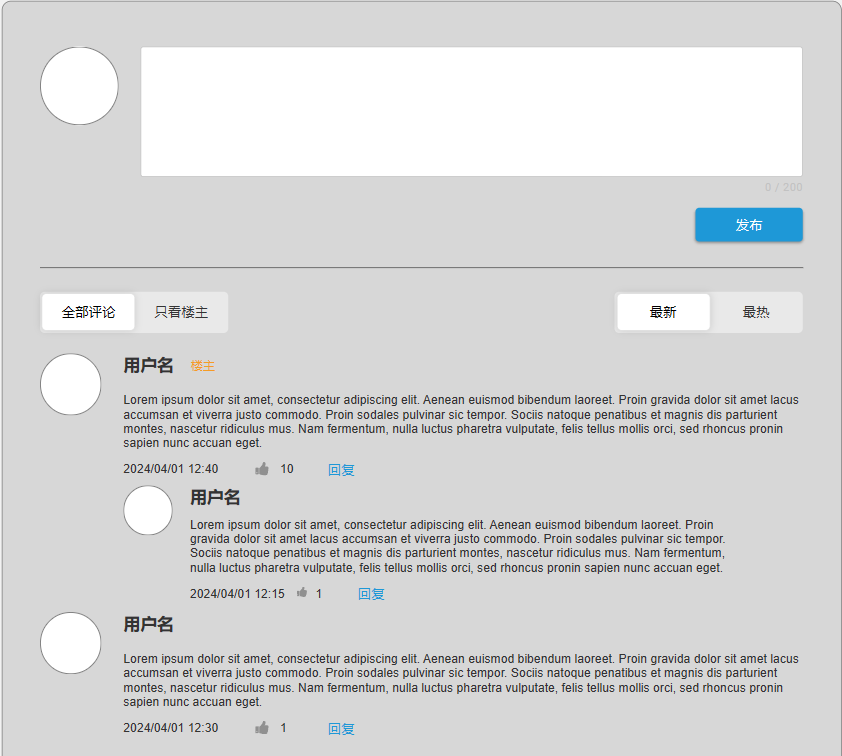 0 / 200
发布
全部评论 只看楼主 最新 最热
用户名 楼主
Lorem ipsum dolor sit amet, consectetur adipiscing elit. Aenean euismod bibendum laoreet. Proin gravida dolor sit amet lacus
accumsan et viverra justo commodo. Proin sodales pulvinar sic tempor. Sociis natoque penatibus et magnis dis parturient
montes, nascetur ridiculus mus. Nam fermentum, nulla luctus pharetra vulputate, felis tellus mollis orci, sed rhoncus pronin
sapien nunc accuan eget.
2024/04/01 12:40 10 回复
用户名
Lorem ipsum dolor sit amet, consectetur adipiscing elit. Aenean euismod bibendum laoreet. Proin
gravida dolor sit amet lacus accumsan et viverra justo commodo. Proin sodales pulvinar sic tempor.
Sociis natoque penatibus et magnis dis parturient montes, nascetur ridiculus mus. Nam fermentum,
nulla luctus pharetra vulputate, felis tellus mollis orci, sed rhoncus pronin sapien nunc accuan eget.
2024/04/01 12:15 1 回复
用户名
Lorem ipsum dolor sit amet, consectetur adipiscing elit. Aenean euismod bibendum laoreet. Proin gravida dolor sit amet lacus
accumsan et viverra justo commodo. Proin sodales pulvinar sic tempor. Sociis natoque penatibus et magnis dis parturient
montes, nascetur ridiculus mus. Nam fermentum, nulla luctus pharetra vulputate, felis tellus mollis orci, sed rhoncus pronin
sapien nunc accuan eget.
2024/04/01 12:30 1 回复